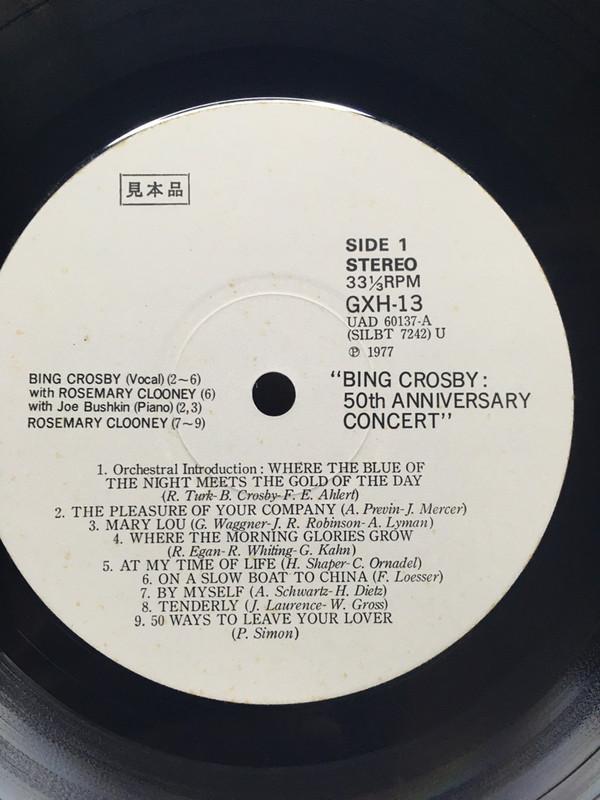 見本品
SIDE 1
STEREO
33⅓RPM
GXH-13
UAD 60137-A
(SILBT 7242) U
℗ 1977
BING CROSBY (Vocal) (2~6)
with ROSEMARY CLOONEY (6)
with Joe Bushkin (Piano) (2,3)
ROSEMARY CLOONEY (7~9)
"BING CROSBY:
50th ANNIVERSARY
CONCERT"
1. Orchestral Introduction : WHERE THE BLUE OF
THE NIGHT MEETS THE GOLD OF THE DAY
(R. Turk-B. Crosby-F. E. Ahlert)
2. THE PLEASURE OF YOUR COMPANY (A. Previn-J. Mercer)
3. MARY LOU (G. Waggner-J. R. Robinson-A. Lyman)
4. WHERE THE MORNING GLORIES GROW
(R. Egan-R. Whiting-G. Kahn)
5. AT MY TIME OF LIFE (H. Shaper-C. Ornadel)
6. ON A SLOW BOAT TO CHINA (F. Loesser)
7. BY MYSELF (A. Schwartz-H. Dietz)
8. TENDERLY (J. Laurence-W. Gross)
9. 50 WAYS TO LEAVE YOUR LOVER
(P. Simon)